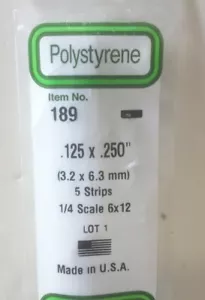 Polystyrene
Item No.
189
.125 x .250"
(3.2 x 6.3 mm)
5 Strips
1/4 Scale 6x12
LOT 1
Made in U.S.A.